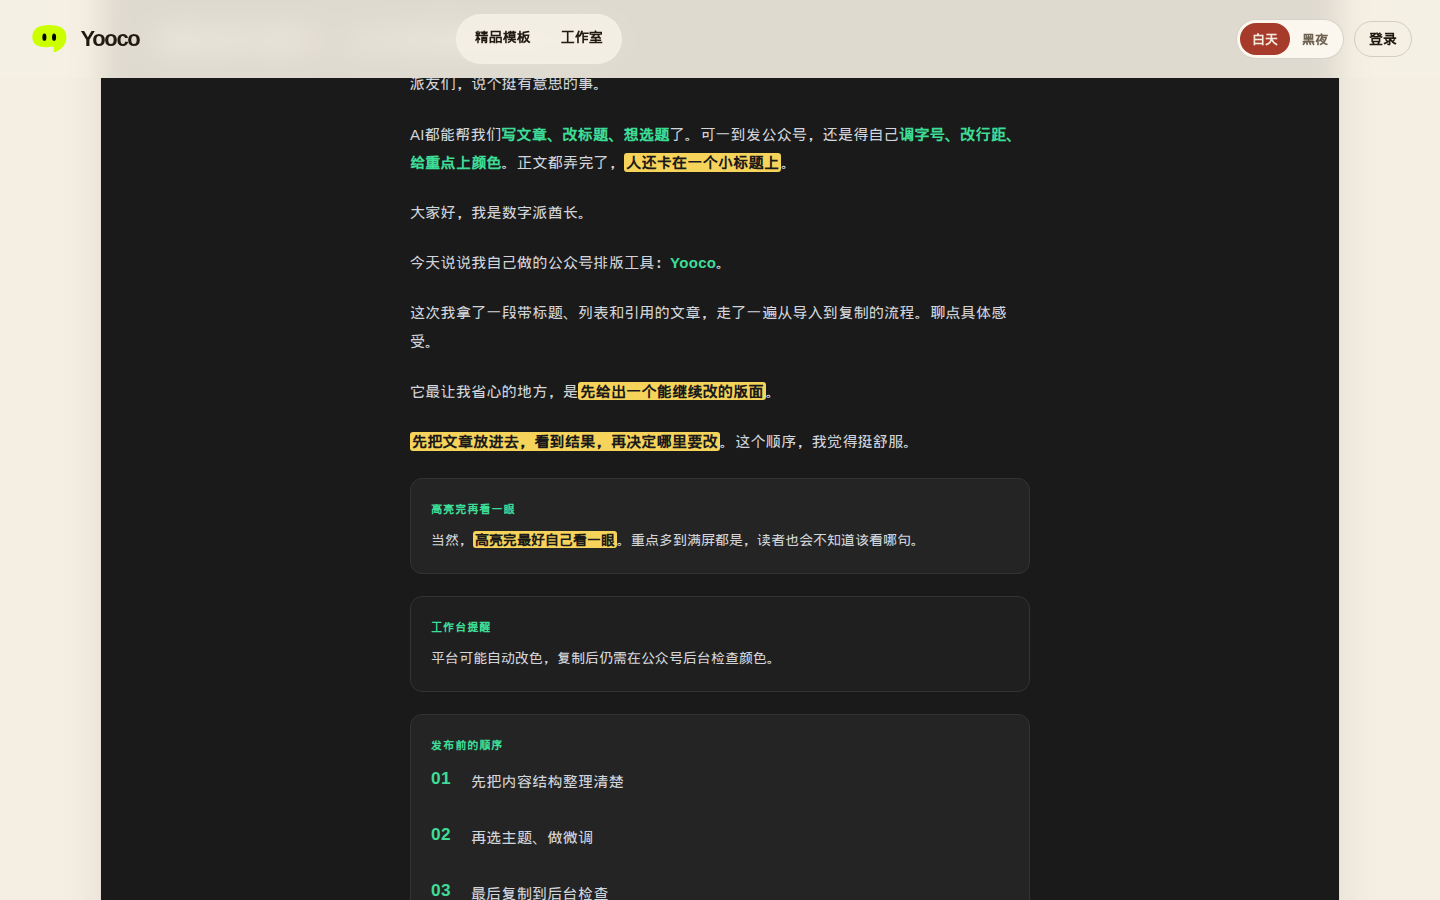 Yooco
精品模板
工作室
白天
黑夜
登录
派友们，说个挺有意思的事。
AI都能帮我们写文章、改标题、想选题了。可一到发公众号，还是得自己调字号、改行距、
给重点上颜色。正文都弄完了，人还卡在一个小标题上。
大家好，我是数字派酋长。
今天说说我自己做的公众号排版工具：Yooco。
这次我拿了一段带标题、列表和引用的文章，走了一遍从导入到复制的流程。聊点具体感
受。
它最让我省心的地方，是先给出一个能继续改的版面。
先把文章放进去，看到结果，再决定哪里要改。这个顺序，我觉得挺舒服。
高亮完再看一眼
当然，高亮完最好自己看一眼。重点多到满屏都是，读者也会不知道该看哪句。
工作台提醒
平台可能自动改色，复制后仍需在公众号后台检查颜色。
发布前的顺序
01 先把内容结构整理清楚
02 再选主题、做微调
03 最后复制到后台检查